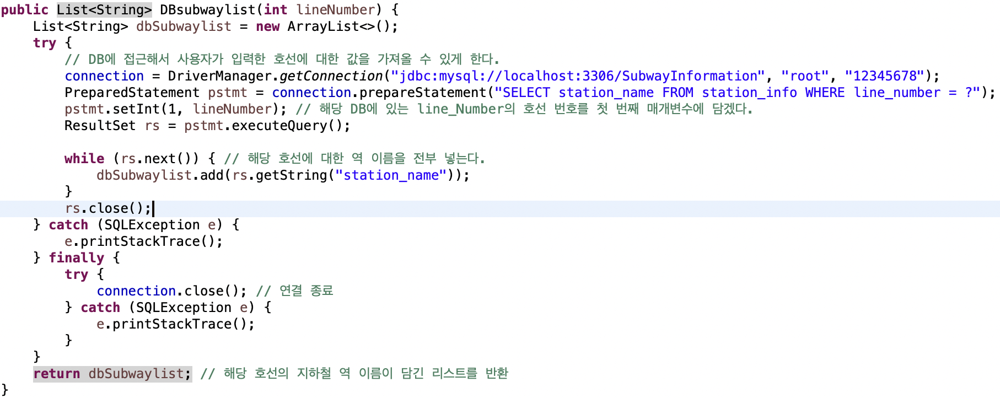 public List<String> DBsubwaylist(int lineNumber) {
    List<String> dbSubwaylist = new ArrayList<>();
    try {
        // DB에 접근해서 사용자가 입력한 호선에 대한 값을 가져올 수 있게 한다.
        connection = DriverManager.getConnection("jdbc:mysql://localhost:3306/SubwayInformation", "root", "12345678");
        PreparedStatement pstmt = connection.prepareStatement("SELECT station_name FROM station_info WHERE line_number = ?");
        pstmt.setInt(1, lineNumber); // 해당 DB에 있는 line_Number의 호선 번호를 첫 번째 매개변수에 담겠다.
        ResultSet rs = pstmt.executeQuery();

        while (rs.next()) { // 해당 호선에 대한 역 이름을 전부 넣는다.
            dbSubwaylist.add(rs.getString("station_name"));
        }
        rs.close();
    } catch (SQLException e) {
        e.printStackTrace();
    } finally {
        try {
            connection.close(); // 연결 종료
        } catch (SQLException e) {
            e.printStackTrace();
        }
    }
    return dbSubwaylist; // 해당 호선의 지하철 역 이름이 담긴 리스트를 반환
}